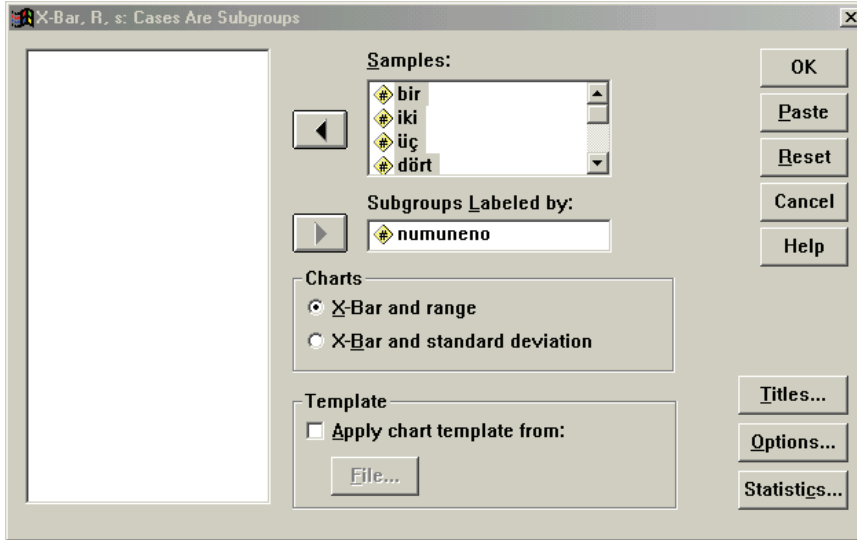 X-Bar, R, s: Cases Are Subgroups
Samples:
bir
iki
üç
dört
Subgroups Labeled by:
numuneno
Charts
X-Bar and range
X-Bar and standard deviation
Template
Apply chart template from:
File...
OK
Paste
Reset
Cancel
Help
Titles...
Options...
Statistics...